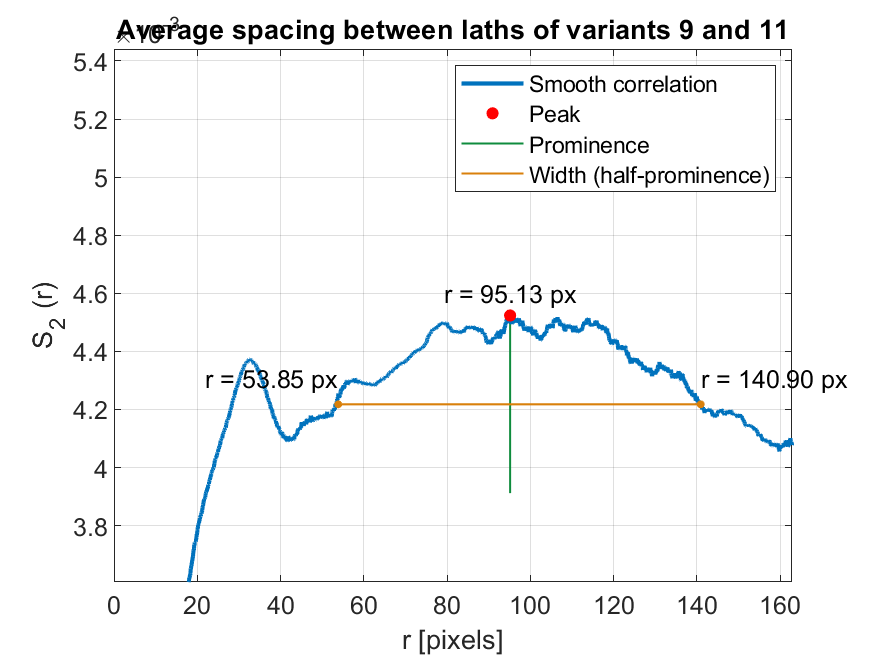 Average spacing between laths of variants 9 and 11
×10-3
Smooth correlation
Peak
Prominence
Width (half-prominence)
r = 95.13 px
r = 53.85 px
r = 140.90 px
5.4
5.2
5
4.8
4.6
4.4
4.2
4
3.8
S2 (r)
0 20 40 60 80 100 120 140 160
r [pixels]